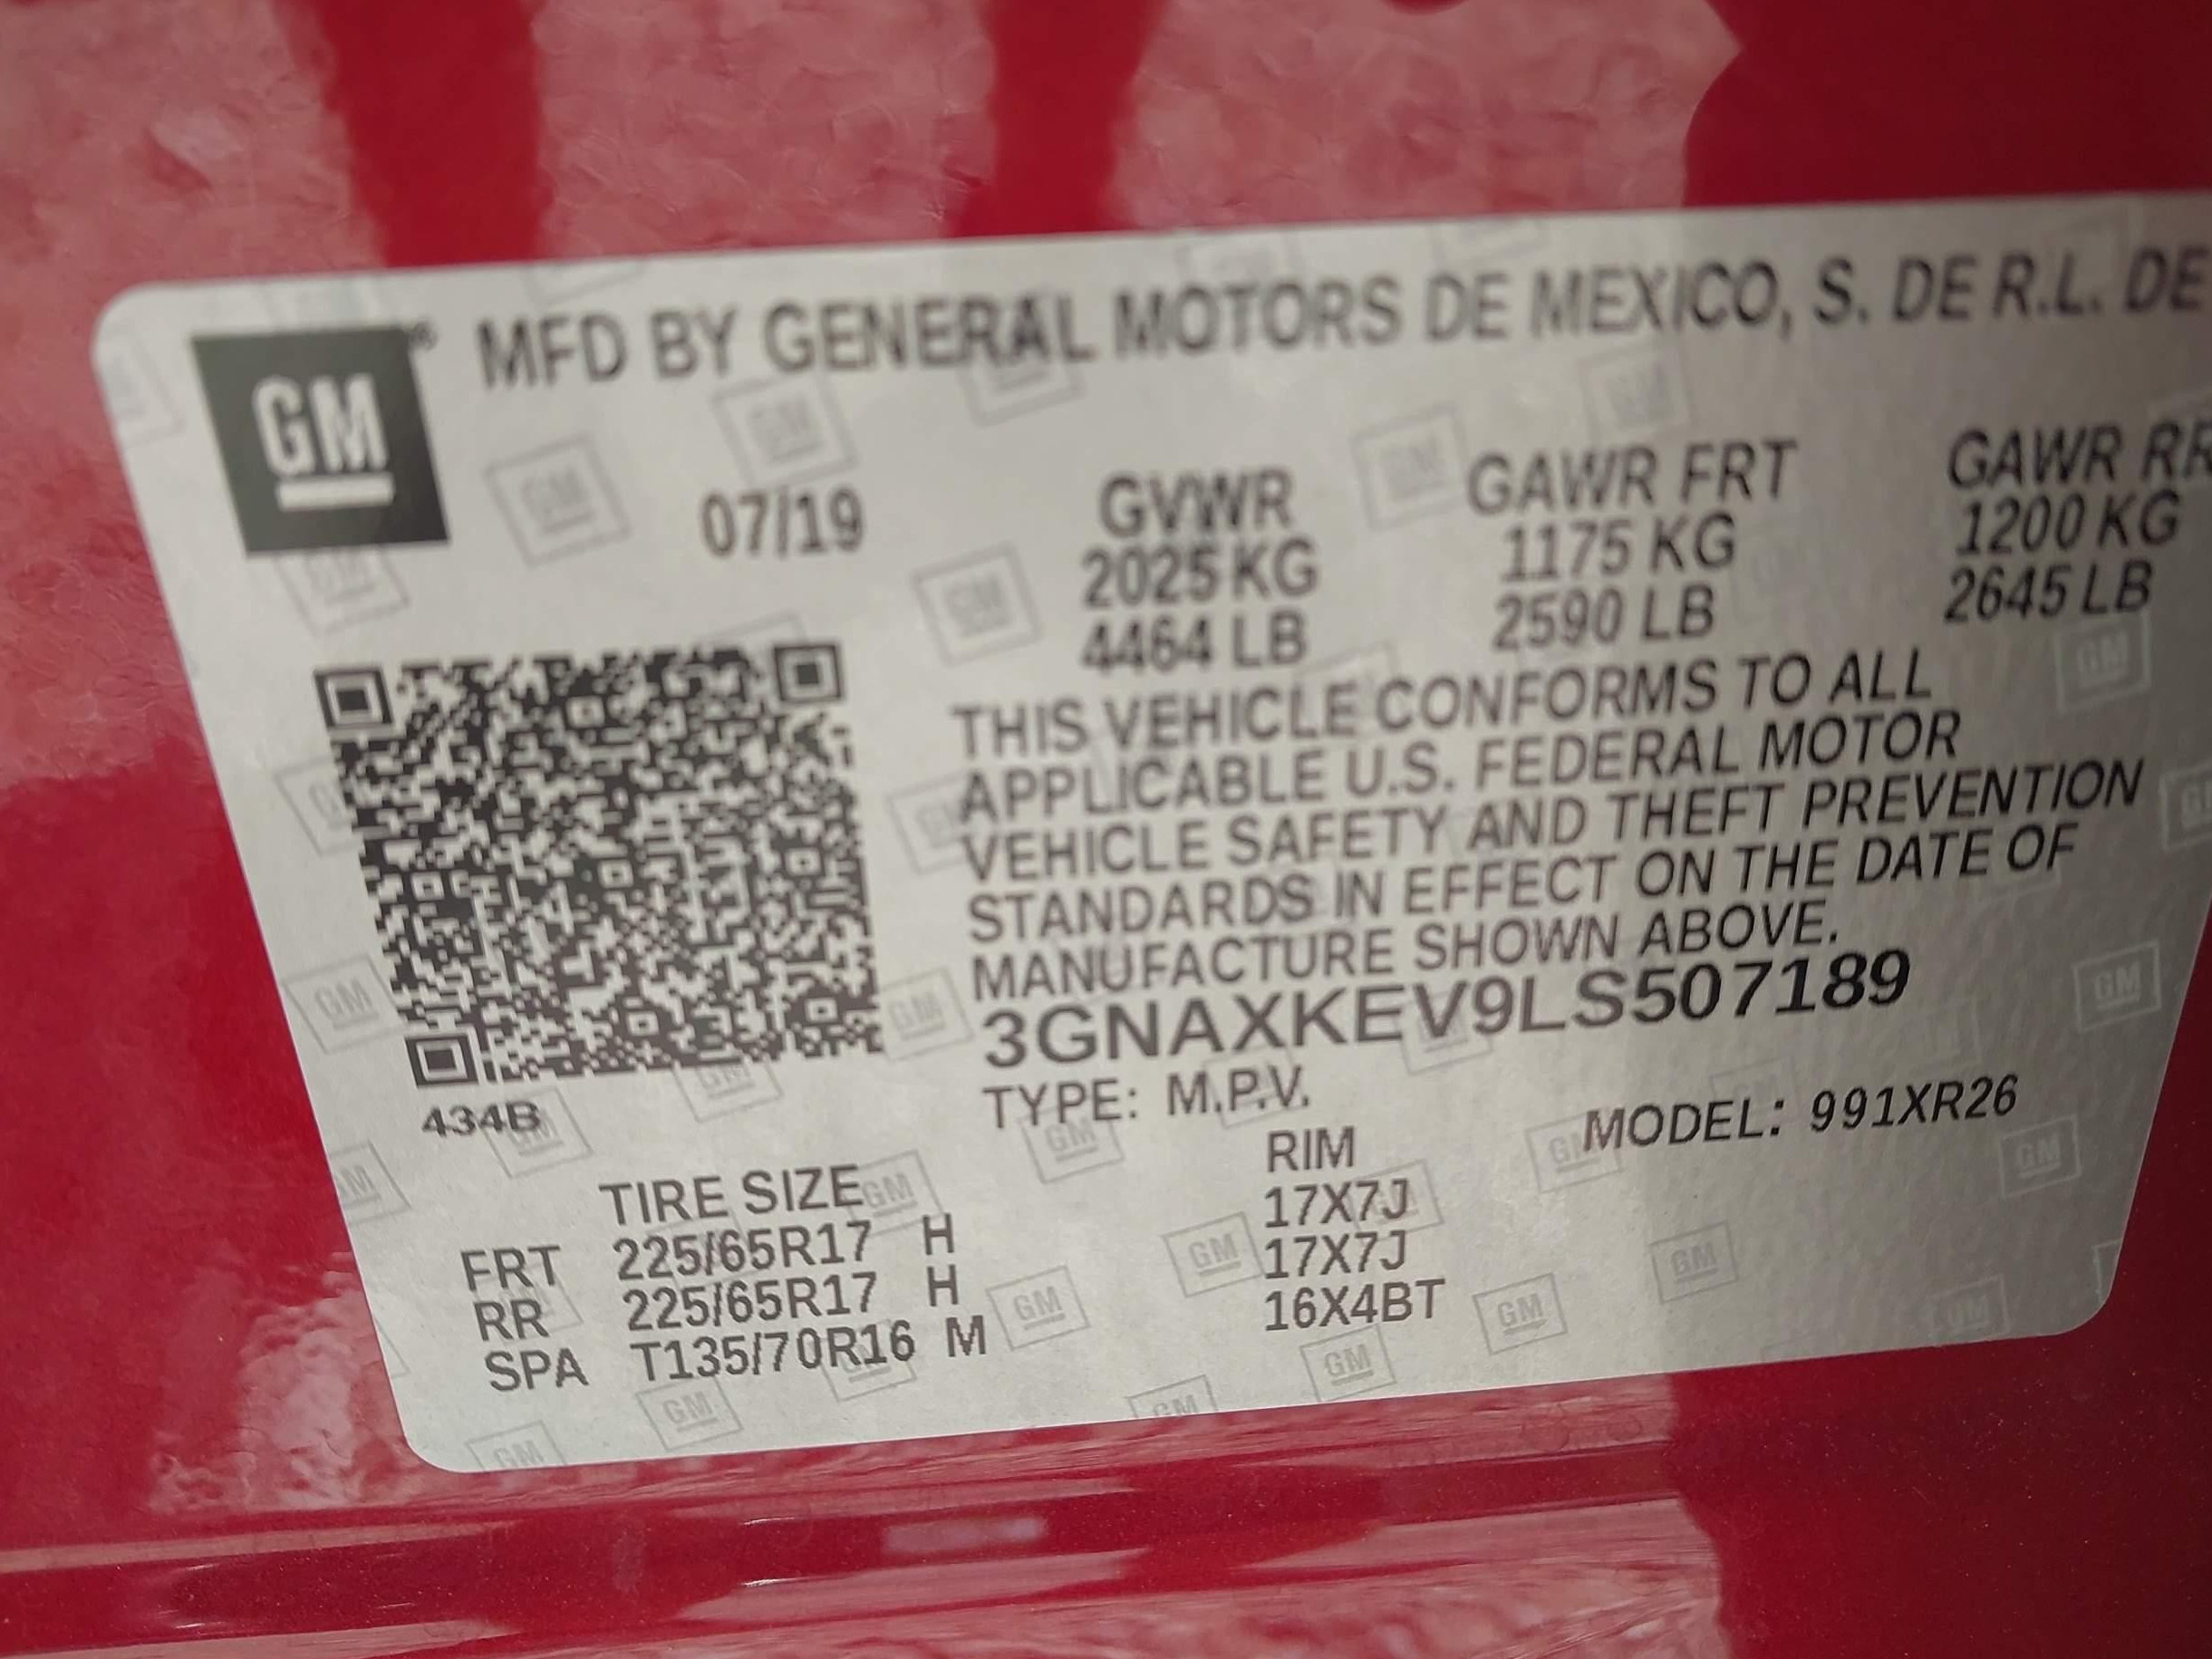 GM
MFD BY GENERAL MOTORS DE MEXICO, S. DE R.L. DE
07/19
GVWR GAWR FRT GAWR RR
2025 KG 1175 KG 1200 KG
4464 LB 2590 LB 2645 LB
THIS VEHICLE CONFORMS TO ALL
APPLICABLE U.S. FEDERAL MOTOR
VEHICLE SAFETY AND THEFT PREVENTION
STANDARDS IN EFFECT ON THE DATE OF
MANUFACTURE SHOWN ABOVE.
3GNAXKEV9LS507189
434B
TYPE: M.P.V. MODEL: 991XR26
TIRE SIZE RIM
FRT 225/65R17 H 17X7J
RR 225/65R17 H 17X7J
SPA T135/70R16 M 16X4BT